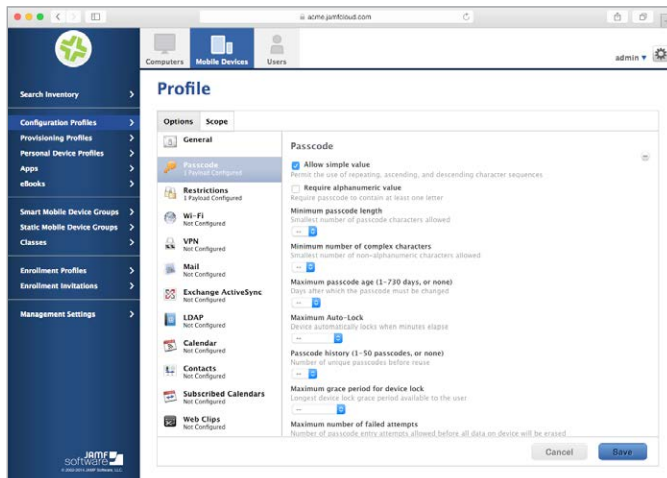 acme.jamfcloud.com
Computers
Mobile Devices
Users
admin
Search Inventory
Configuration Profiles
Provisioning Profiles
Personal Device Profiles
Apps
eBooks
Smart Mobile Device Groups
Static Mobile Device Groups
Classes
Enrollment Profiles
Enrollment Invitations
Management Settings
JAMF
software
Profile
Options
Scope
General
Passcode
1 Payload Configured
Restrictions
1 Payload Configured
Wi-Fi
Not Configured
VPN
Not Configured
Mail
Not Configured
Exchange ActiveSync
Not Configured
LDAP
Not Configured
Calendar
Not Configured
Contacts
Not Configured
Subscribed Calendars
Not Configured
Web Clips
Not Configured
Passcode
Allow simple value
Permit the use of repeating, ascending, and descending character sequences
Require alphanumeric value
Require passcode to contain at least one letter
Minimum passcode length
Smallest number of passcode characters allowed
--
Minimum number of complex characters
Smallest number of non-alphanumeric characters allowed
--
Maximum passcode age (1-730 days, or none)
Days after which the passcode must be changed
--
Maximum Auto-Lock
Device automatically locks when minutes elapse
--
Passcode history (1-50 passcodes, or none)
Number of unique passcodes before reuse
--
Maximum grace period for device lock
Longest device lock grace period available to the user
--
Maximum number of failed attempts
Number of passcode entry attempts allowed before all data on device will be erased
Cancel
Save